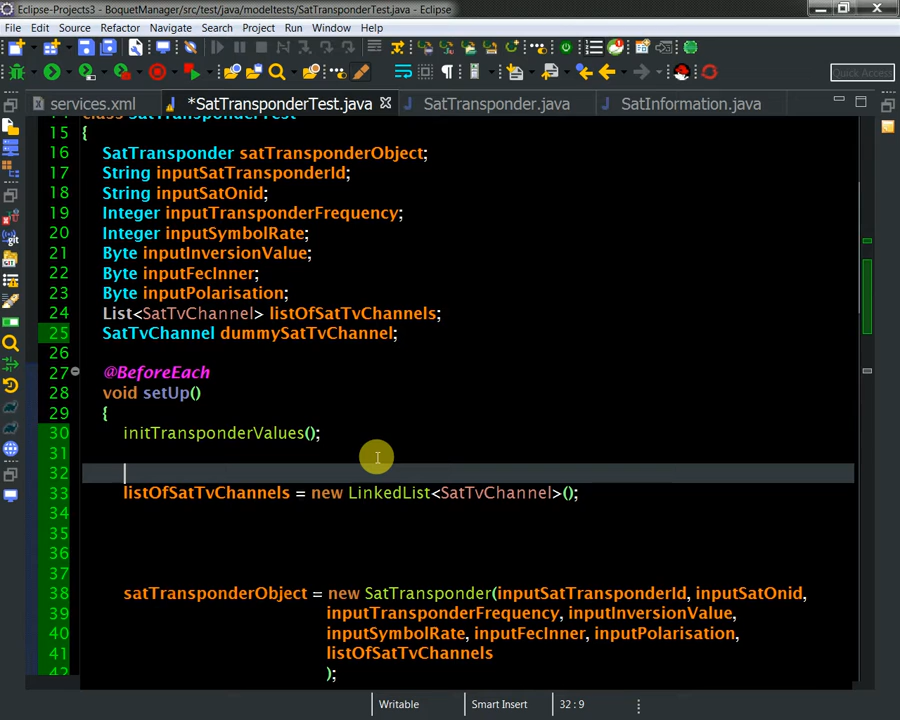 Eclipse-Projects3 - BoquetManager/src/test/java/modeltests/SatTransponderTest.java - Eclipse
File Edit Source Refactor Navigate Search Project Run Window Help
Quick Access
services.xml *SatTransponderTest.java SatTransponder.java SatInformation.java
class SatTransponderTest
15 {
16 SatTransponder satTransponderObject;
17 String inputSatTransponderId;
18 String inputSatOnid;
19 Integer inputTransponderFrequency;
20 Integer inputSymbolRate;
21 Byte inputInversionValue;
22 Byte inputFecInner;
23 Byte inputPolarisation;
24 List<SatTvChannel> listOfSatTvChannels;
25 SatTvChannel dummySatTvChannel;
26
27 @BeforeEach
28 void setUp()
29 {
30 initTransponderValues();
31
32
33 listOfSatTvChannels = new LinkedList<SatTvChannel>();
34
35
36
37
38 satTransponderObject = new SatTransponder(inputSatTransponderId, inputSatOnid,
39 inputTransponderFrequency, inputInversionValue,
40 inputSymbolRate, inputFecInner, inputPolarisation,
41 listOfSatTvChannels
42 );
Writable Smart Insert 32 : 9